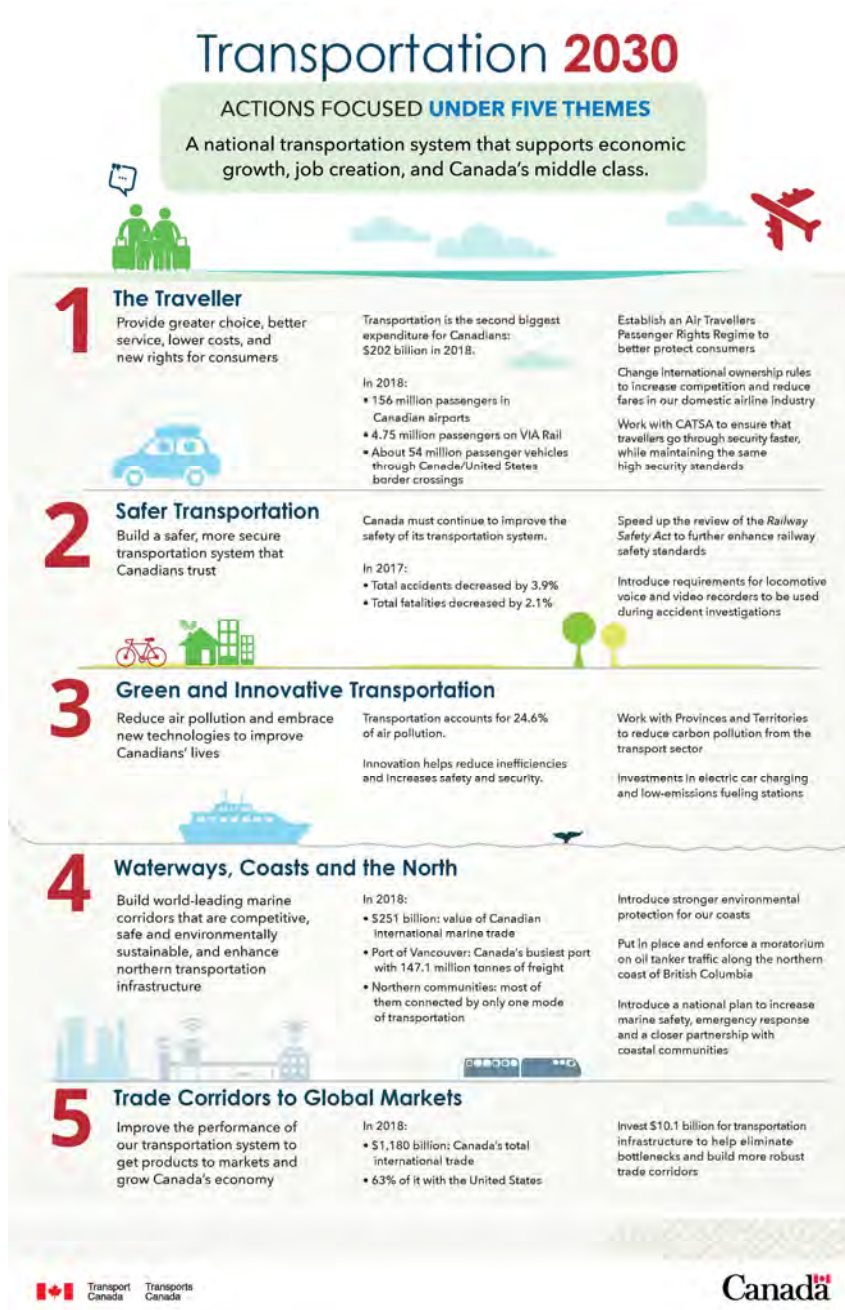 Transportation 2030
ACTIONS FOCUSED UNDER FIVE THEMES
A national transportation system that supports economic
growth, job creation, and Canada's middle class.
1
The Traveller
Provide greater choice, better
service, lower costs, and
new rights for consumers
Transportation is the second biggest
expenditure for Canadians:
$202 billion in 2018.
In 2018:
• 156 million passengers in
Canadian airports
• 4.75 million passengers on VIA Rail
• About 54 million passenger vehicles
through Canada/United States
border crossings
Establish an Air Travellers
Passenger Rights Regime to
better protect consumers
Change international ownership rules
to increase competition and reduce
fares in our domestic airline industry
Work with CATSA to ensure that
travellers go through security faster,
while maintaining the same
high security standards
2
Safer Transportation
Build a safer, more secure
transportation system that
Canadians trust
Canada must continue to improve the
safety of its transportation system.
In 2017:
• Total accidents decreased by 3.9%
• Total fatalities decreased by 2.1%
Speed up the review of the Railway
Safety Act to further enhance railway
safety standards
Introduce requirements for locomotive
voice and video recorders to be used
during accident investigations
3
Green and Innovative Transportation
Reduce air pollution and embrace
new technologies to improve
Canadians' lives
Transportation accounts for 24.6%
of air pollution.
Innovation helps reduce inefficiencies
and increases safety and security.
Work with Provinces and Territories
to reduce carbon pollution from the
transport sector
Investments in electric car charging
and low-emissions fueling stations
4
Waterways, Coasts and the North
Build world-leading marine
corridors that are competitive,
safe and environmentally
sustainable, and enhance
northern transportation
infrastructure
In 2018:
• $251 billion: value of Canadian
international marine trade
• Port of Vancouver: Canada's busiest port
with 147.1 million tonnes of freight
• Northern communities: most of
them connected by only one mode
of transportation
Introduce stronger environmental
protection for our coasts
Put in place and enforce a moratorium
on oil tanker traffic along the northern
coast of British Columbia
Introduce a national plan to increase
marine safety, emergency response
and a closer partnership with
coastal communities
5
Trade Corridors to Global Markets
Improve the performance of
our transportation system to
get products to markets and
grow Canada's economy
In 2018:
• $1,180 billion: Canada's total
international trade
• 63% of it with the United States
Invest $10.1 billion for transportation
infrastructure to help eliminate
bottlenecks and build more robust
trade corridors
Transport Canada
Transports Canada
Canada